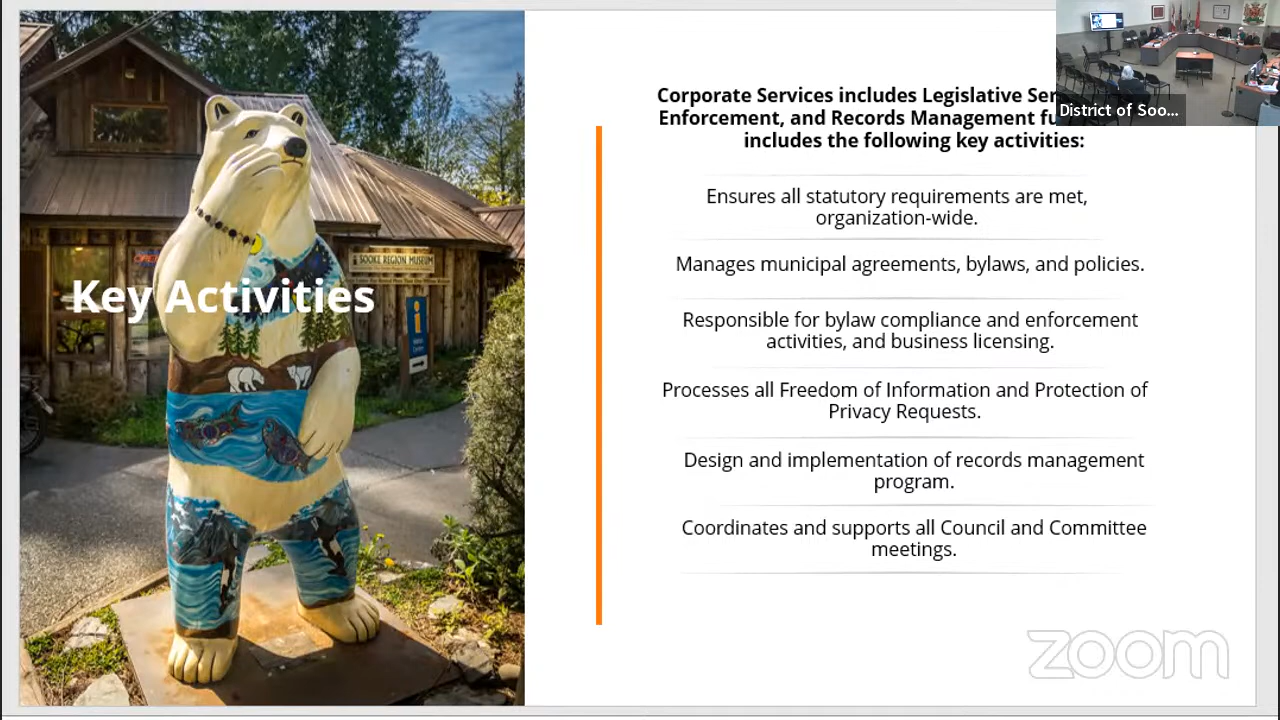 Corporate Services includes Legislative
Enforcement, and Records Management
includes the following key activities:
District of Soo...
Ensures all statutory requirements are met,
organization-wide.
Manages municipal agreements, bylaws, and policies.
Responsible for bylaw compliance and enforcement
activities, and business licensing.
Processes all Freedom of Information and Protection of
Privacy Requests.
Design and implementation of records management
program.
Coordinates and supports all Council and Committee
meetings.
Key Activities
OPEN
SOOKE REGION MUSEUM
i
zoom